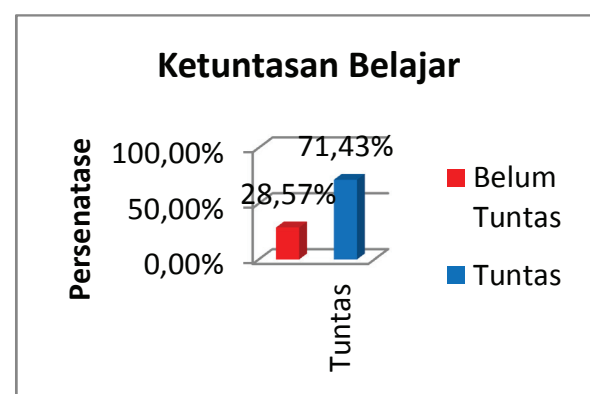 Ketuntasan Belajar
Persenatase
100,00%
50,00%
0,00%
28,57%
71,43%
Tuntas
Belum
Tuntas
Tuntas